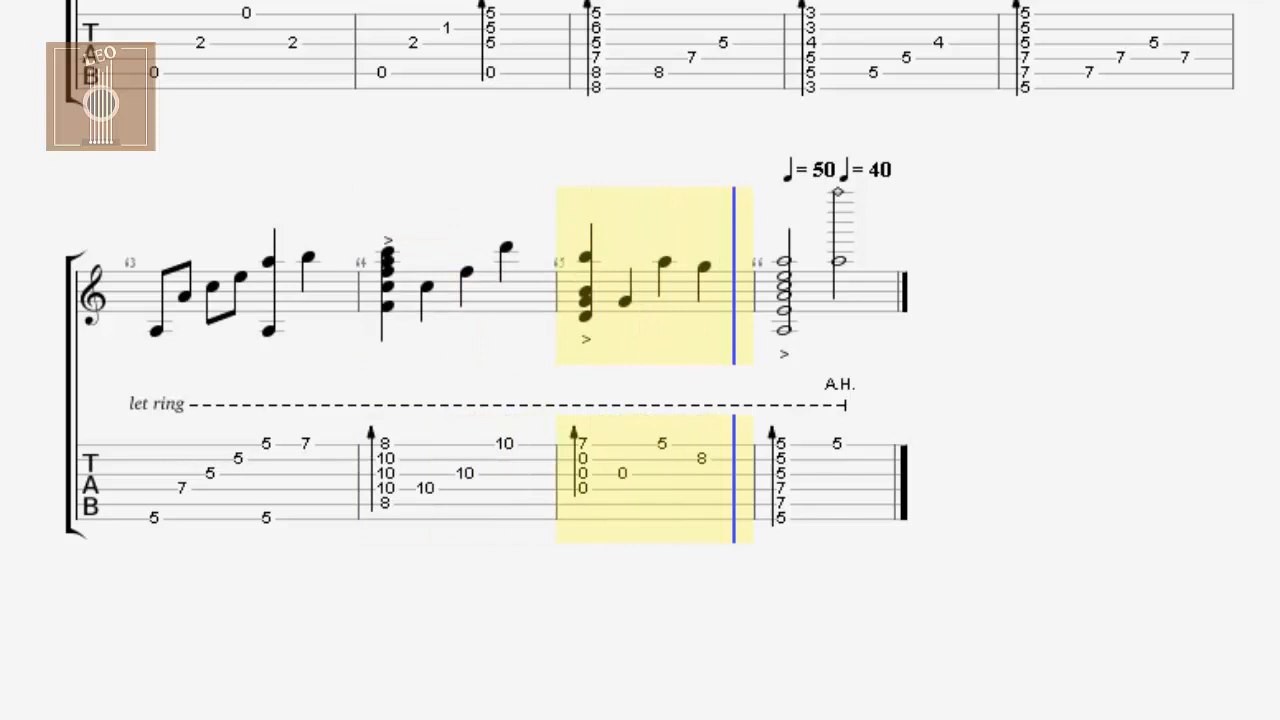 0 1 5 5 6 3 3 5 5
T 2 2 2 5 5 5 4 4 5 5
A LEO 7 7 5 5 7 7 7
B 0 0 0 8 8 5 5 7 7
8 3 5
♩= 50 ♩= 40
63 64 65 66
> > >
A.H.
let ring
5 7 8 10 7 5 5 5
T 5 10 0 8 5
5 10 10 0 0 5
A 7 10 10 0 7
B 8 7
5 5 5